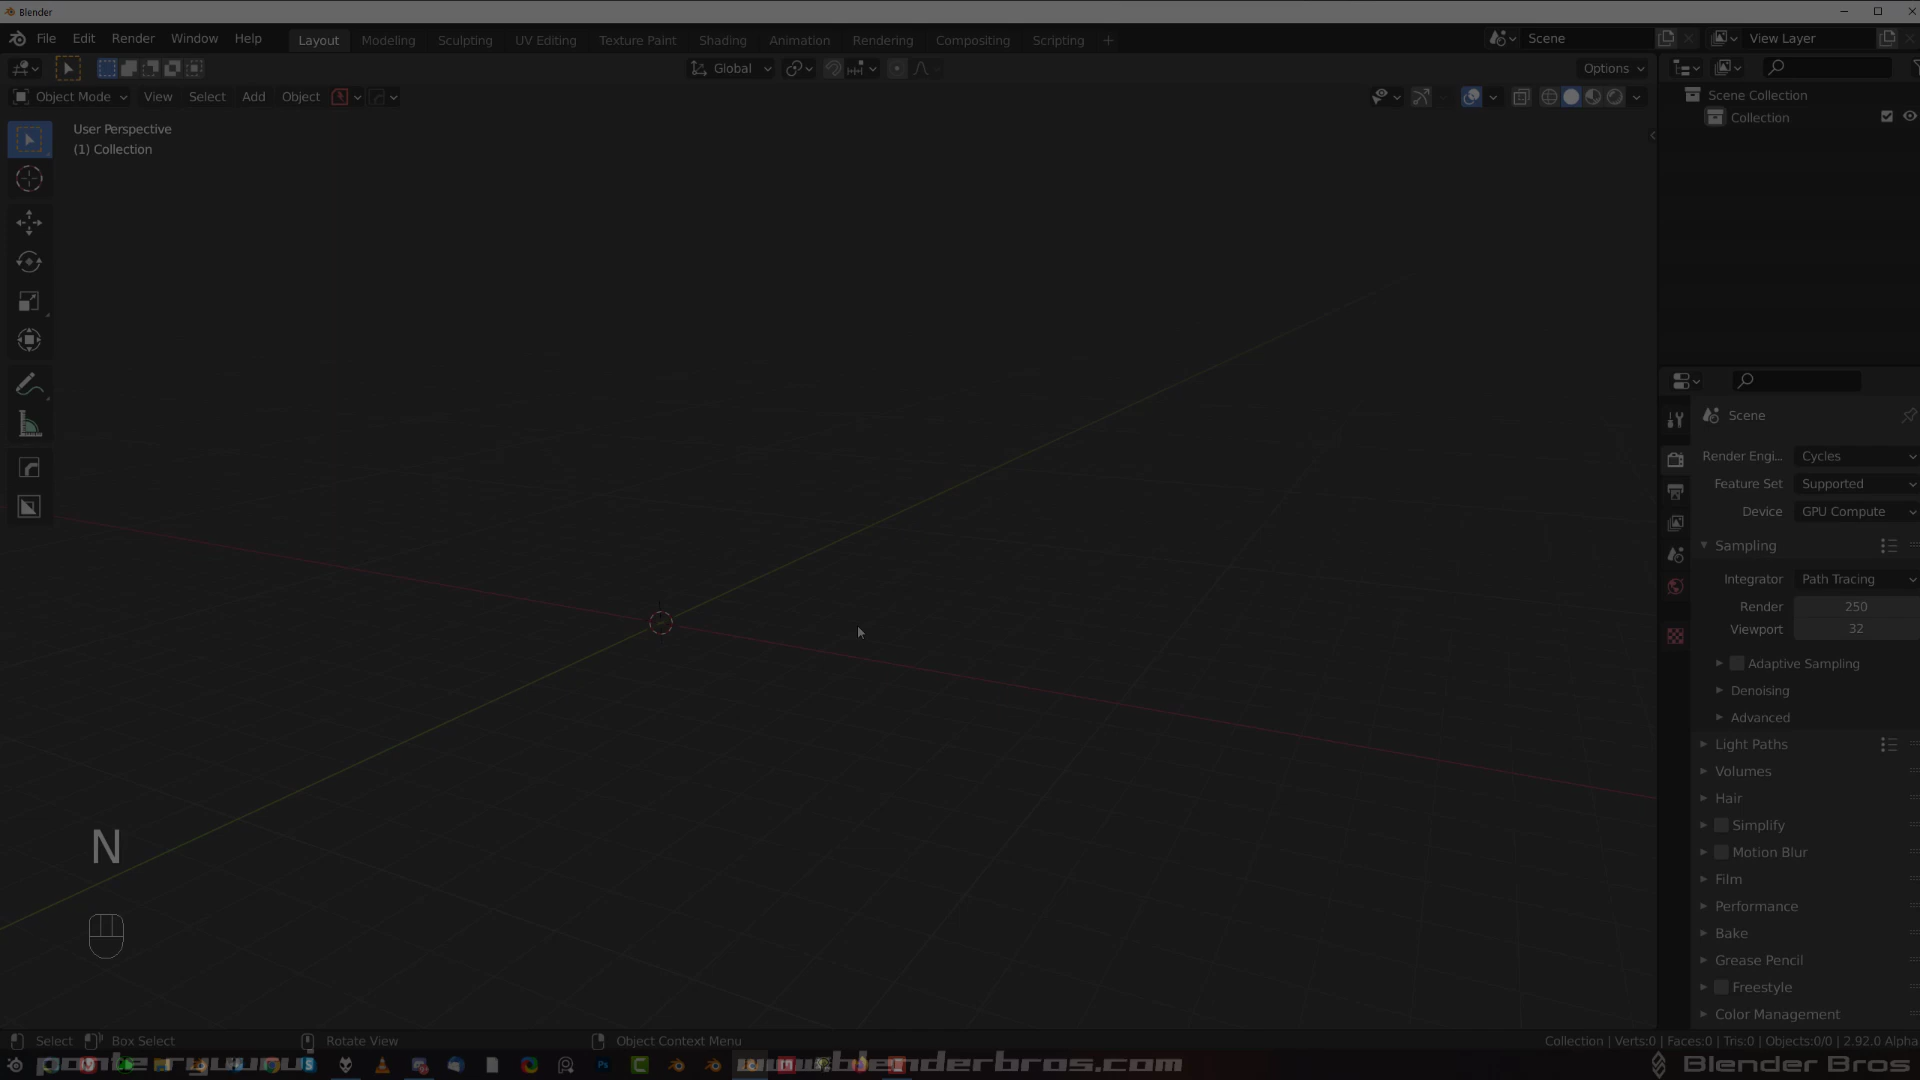 Blender
File Edit Render Window Help Layout Modeling Sculpting UV Editing Texture Paint Shading Animation Rendering Compositing Scripting + Scene View Layer
Global Options
Object Mode View Select Add Object
User Perspective
(1) Collection
Scene Collection
Collection
Scene
Render Engi... Cycles
Feature Set Supported
Device GPU Compute
Sampling
Integrator Path Tracing
Render 250
Viewport 32
Adaptive Sampling
Denoising
Advanced
Light Paths
Volumes
Hair
Simplify
Motion Blur
Film
Performance
Bake
Grease Pencil
Freestyle
Color Management
N
Select Box Select Rotate View Object Context Menu Collection | Verts:0 | Faces:0 | Tris:0 | Objects:0/0 | 2.92.0 Alpha
www.blenderbros.com Blender Bros